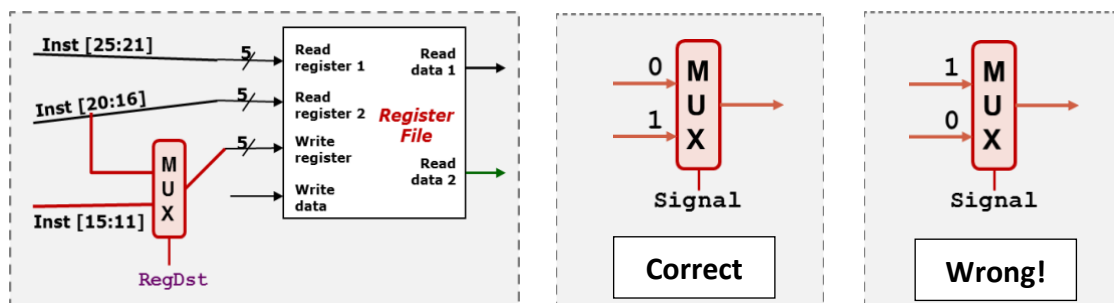 Inst [25:21]
5
Read
register 1
Read
data 1
Inst [20:16]
5
Read
register 2
Register
File
5
Write
register
M
U
X
Read
data 2
Write
data
Inst [15:11]
RegDst
0
1
M
U
X
Signal
Correct
1
0
M
U
X
Signal
Wrong!